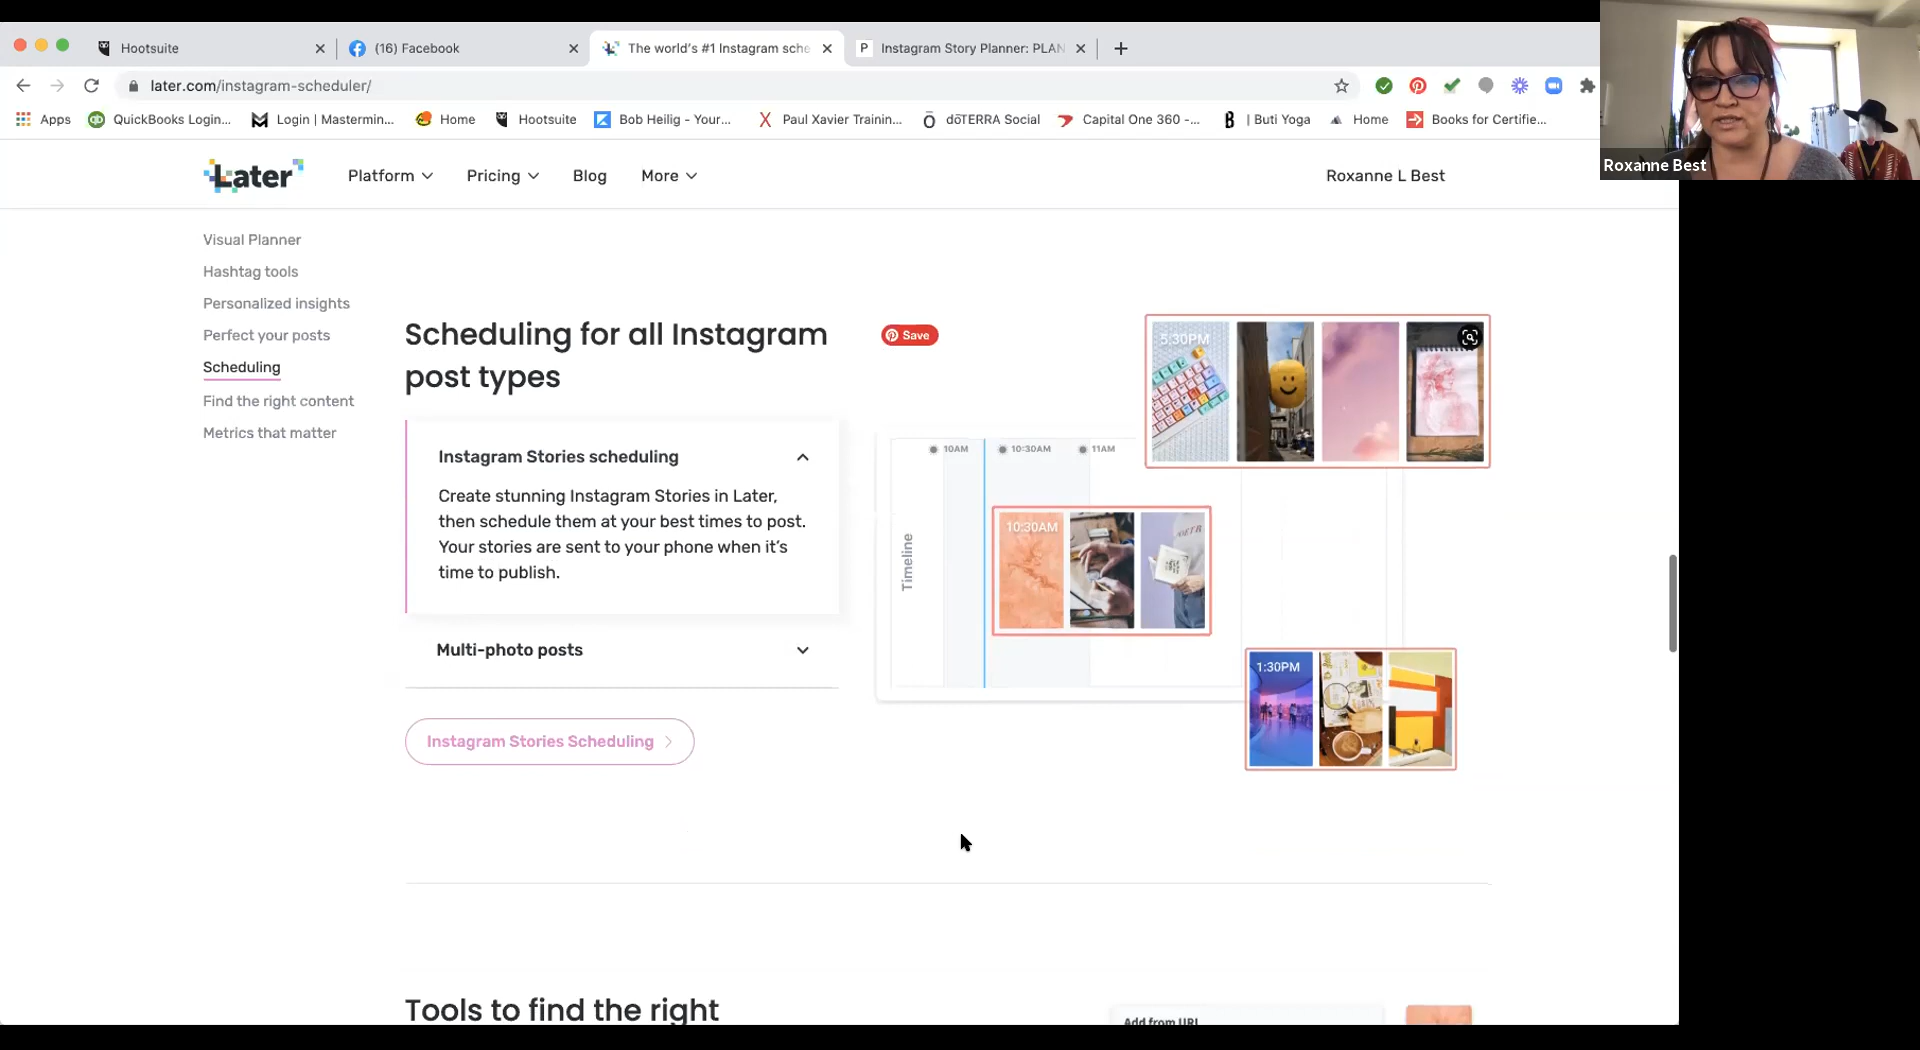 Hootsuite
(16) Facebook
The world's #1 Instagram sche
P Instagram Story Planner: PLAN
later.com/instagram-scheduler/
Apps
qb QuickBooks Login...
Login | Mastermin...
Home
Hootsuite
Bob Heilig - Your...
X Paul Xavier Trainin...
dōTERRA Social
Capital One 360 -...
B | Buti Yoga
Home
Books for Certifie...
Roxanne Best
Later
Platform
Pricing
Blog
More
Roxanne L Best
Visual Planner
Hashtag tools
Personalized insights
Perfect your posts
Scheduling
Find the right content
Metrics that matter
Scheduling for all Instagram
post types
Instagram Stories scheduling
Create stunning Instagram Stories in Later,
then schedule them at your best times to post.
Your stories are sent to your phone when it's
time to publish.
Multi-photo posts
Instagram Stories Scheduling
Save
5:30PM
10AM
10:30AM
11AM
Timeline
10:30AM
POETR
1:30PM
Tools to find the right
Add from URL